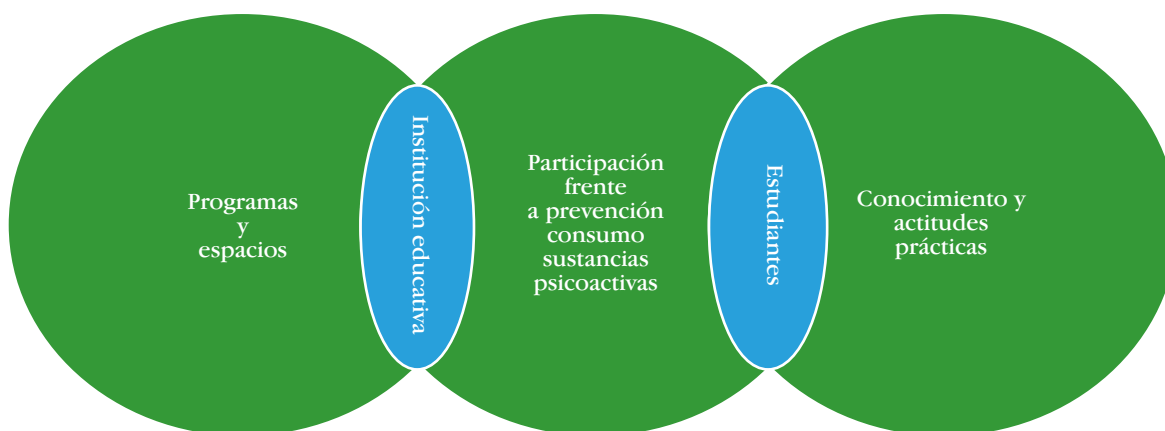 Programas
y
espacios
Institución educativa
Participación
frente
a prevención
consumo
sustancias
psicoactivas
Estudiantes
Conocimiento y
actitudes
prácticas